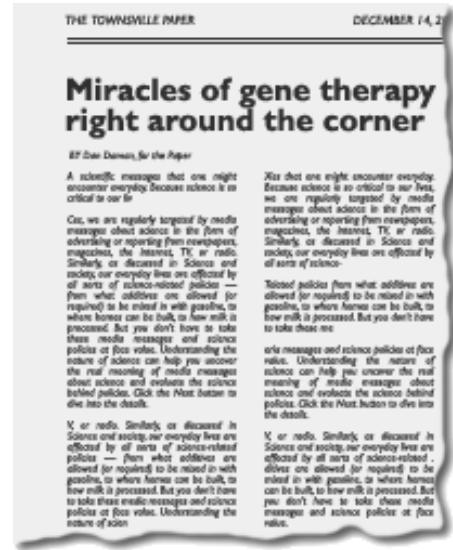 THE TOWNSVILLE PAPER
DECEMBER 14, 2
Miracles of gene therapy
right around the corner
BY Dan Damon, for the Paper
A scientific messages that one might
encounter everyday. Because science is so
critical to our liv
Ces, we are regularly targeted by media
messages about science in the form of
advertising or reporting from newspapers,
magazines, the internet, TV, or radio.
Similarly, as discussed in Science and
society, our everyday lives are affected by
all sorts of science-related policies —
from what additives are allowed (or
required) to be mixed in with gasoline, to
where homes can be built, to how milk is
processed. But you don't have to take
these media messages and science
policies at face value. Understanding the
nature of science can help you uncover
the real meaning of media messages
about science and evaluate the science
behind policies. Click the Next button to
dive into the details.
V, or radio. Similarly, as discussed in
Science and society, our everyday lives are
affected by all sorts of science-related
policies — from what additives are
allowed (or required) to be mixed in with
gasoline, to where homes can be built, to
how milk is processed. But you don't have
to take these media messages and science
policies at face value. Understanding the
nature of scien
Xies that one might encounter everyday.
Because science is so critical to our lives,
we are regularly targeted by media
messages about science in the form of
advertising or reporting from newspapers,
magazines, the internet, TV, or radio.
Similarly, as discussed in Science and
society, our everyday lives are affected by
all sorts of science-
Telated policies from what additives are
allowed (or required) to be mixed in with
gasoline, to where homes can be built, to
how milk is processed. But you don't have
to take these me
eria messages and science policies at face
value. Understanding the nature of
science can help you uncover the real
meaning of media messages about
science and evaluate the science behind
policies. Click the Next button to dive into
the details.
V, or radio. Similarly, as discussed in
Science and society, our everyday lives are
affected by all sorts of science-related .
ditives are allowed (or required) to be
mixed in with gasoline, to where homes
can be built, to how milk is processed. But
you don't have to take these media
messages and science policies at face
value.